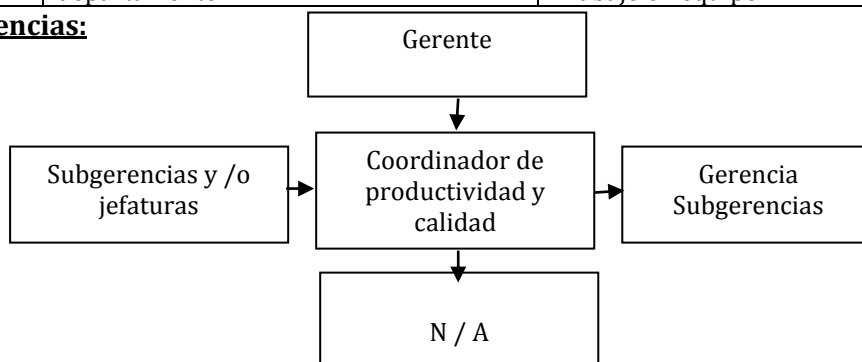 encias:
Gerente
Subgerencias y /o
jefaturas
Coordinador de
productividad y
calidad
Gerencia
Subgerencias
N / A